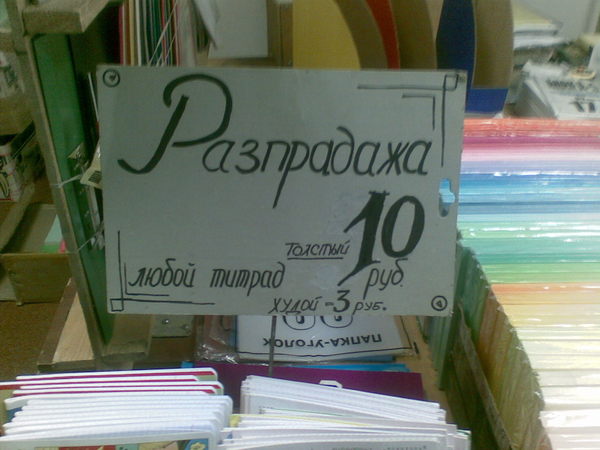 Разпрадажа
Толстый 10 руб.
любой титрад
худой - 3 руб.
ПАПКА-УГОЛОК